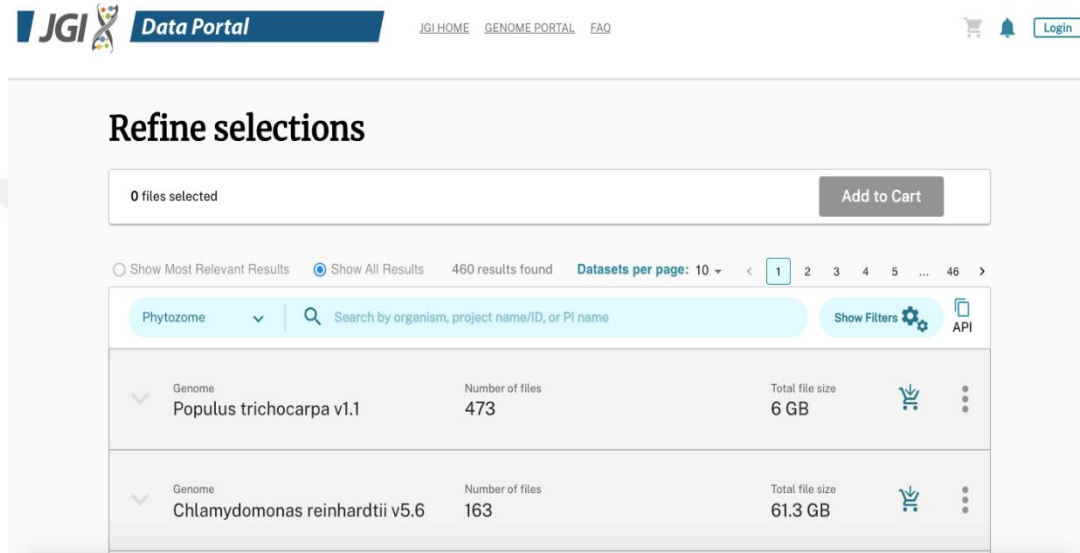 JGI Data Portal JGI HOME GENOME PORTAL FAQ Login
Refine selections
0 files selected Add to Cart
Show Most Relevant Results Show All Results 460 results found Datasets per page: 10 < 1 2 3 4 5 ... 46 >
Phytozome Search by organism, project name/ID, or PI name Show Filters API
Genome Number of files Total file size
Populus trichocarpa v1.1 473 6 GB
Genome Number of files Total file size
Chlamydomonas reinhardtii v5.6 163 61.3 GB